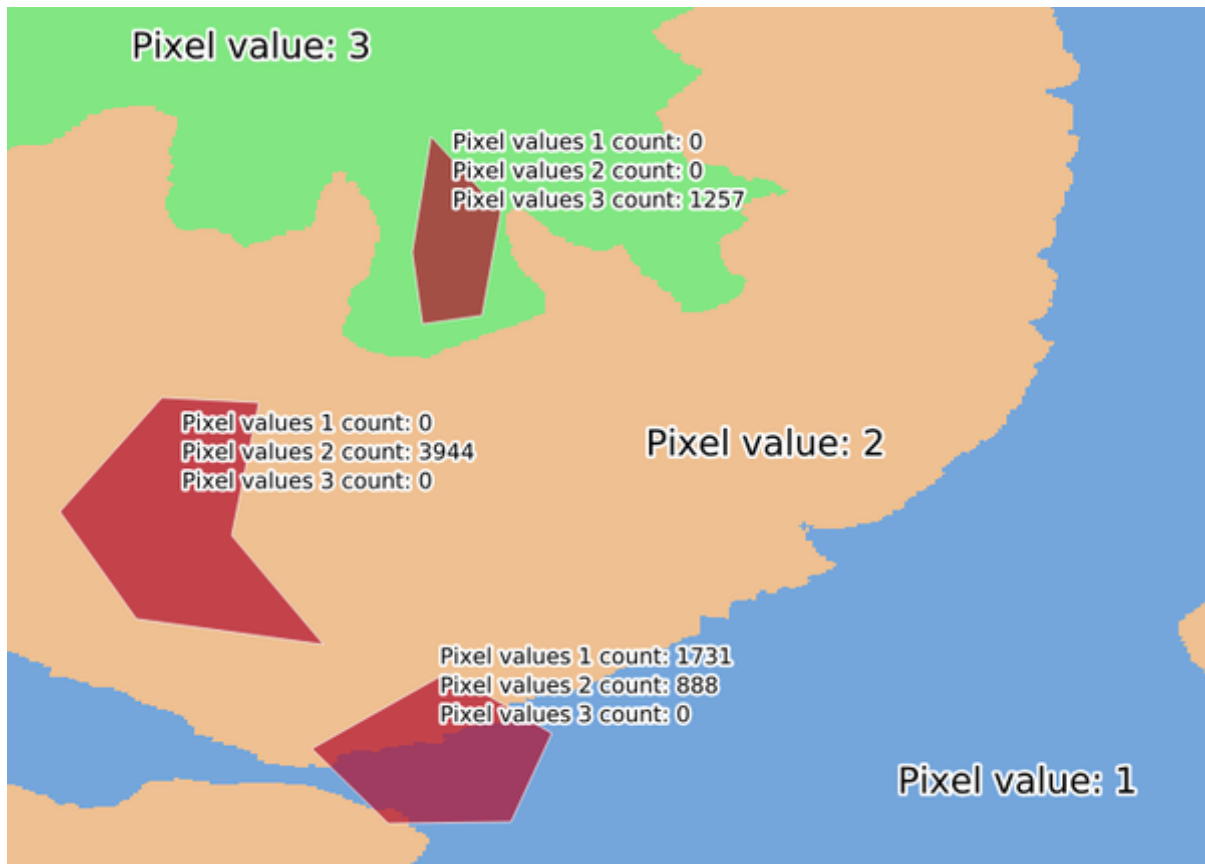 Pixel value: 3
Pixel values 1 count: 0
Pixel values 2 count: 0
Pixel values 3 count: 1257
Pixel values 1 count: 0
Pixel values 2 count: 3944
Pixel values 3 count: 0
Pixel value: 2
Pixel values 1 count: 1731
Pixel values 2 count: 888
Pixel values 3 count: 0
Pixel value: 1